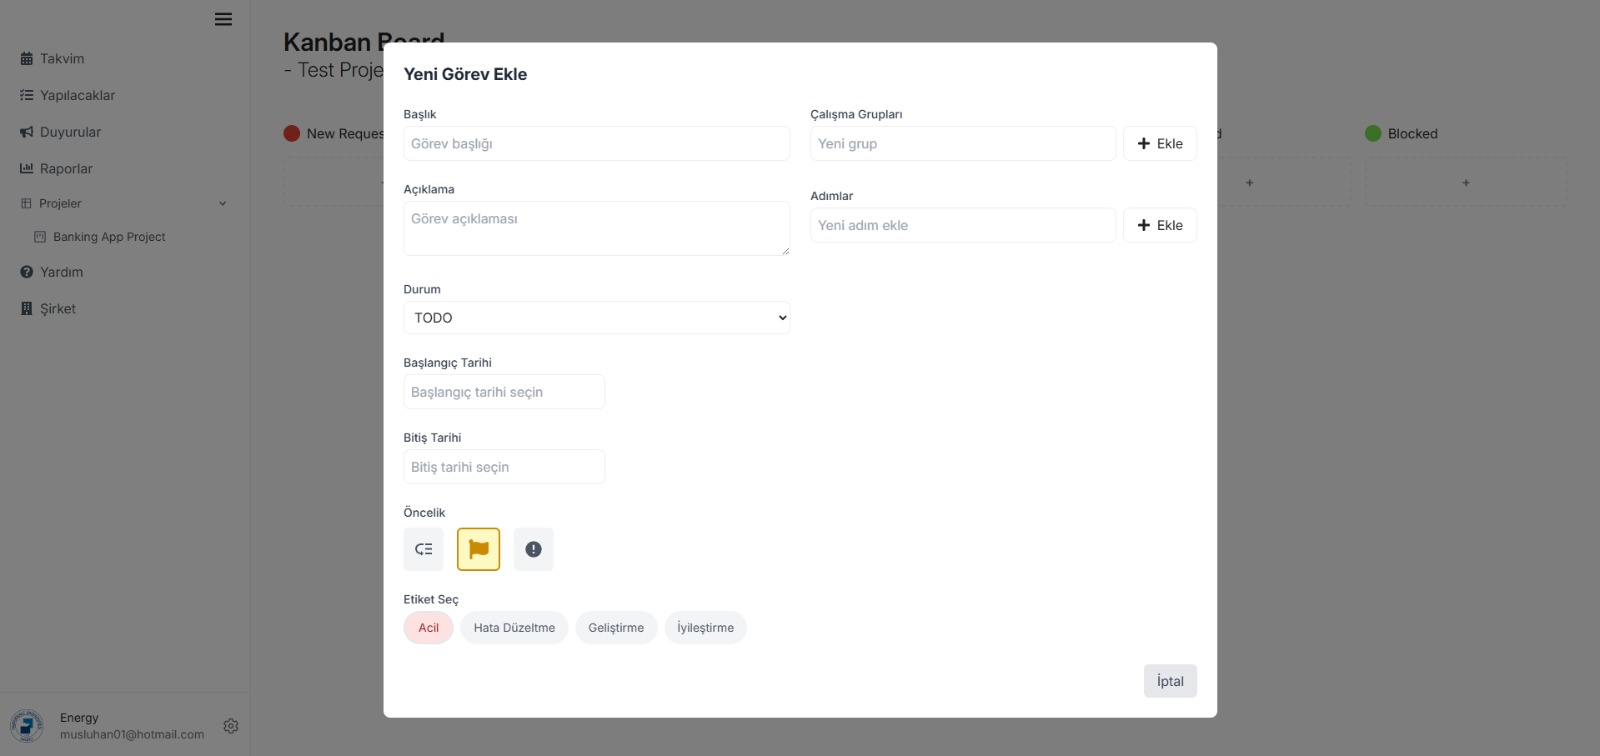 Takvim
Yapılacaklar
Duyurular
Raporlar
Projeler
Banking App Project
Yardım
Şirket
Energy
musluhan01@hotmail.com
Kanban Board
- Test Proje
New Reques
d
Blocked
+
+
Yeni Görev Ekle
Başlık
Görev başlığı
Açıklama
Görev açıklaması
Durum
TODO
Başlangıç Tarihi
Başlangıç tarihi seçin
Bitiş Tarihi
Bitiş tarihi seçin
Öncelik
Etiket Seç
Acil Hata Düzeltme Geliştirme İyileştirme
Çalışma Grupları
Yeni grup + Ekle
Adımlar
Yeni adım ekle + Ekle
İptal